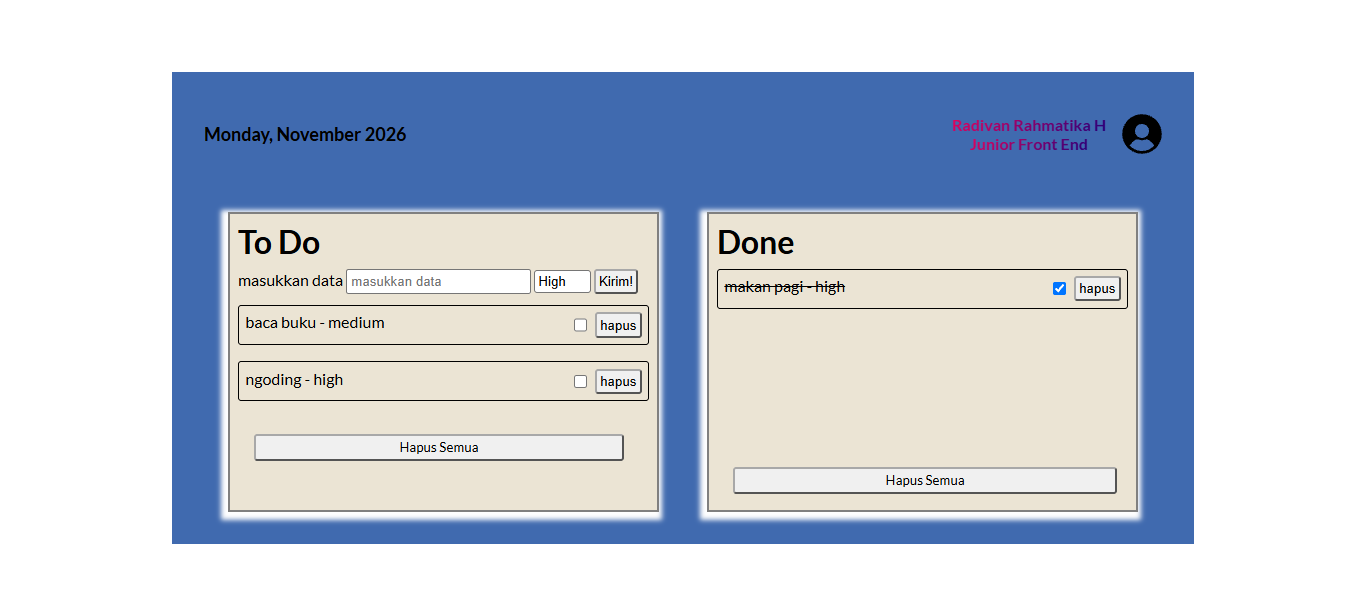 Monday, November 2026
Radivan Rahmatika H
Junior Front End
To Do
masukkan data masukkan data High Kirim!
baca buku - medium hapus
ngoding - high hapus
Hapus Semua
Done
makan pagi - high hapus
Hapus Semua